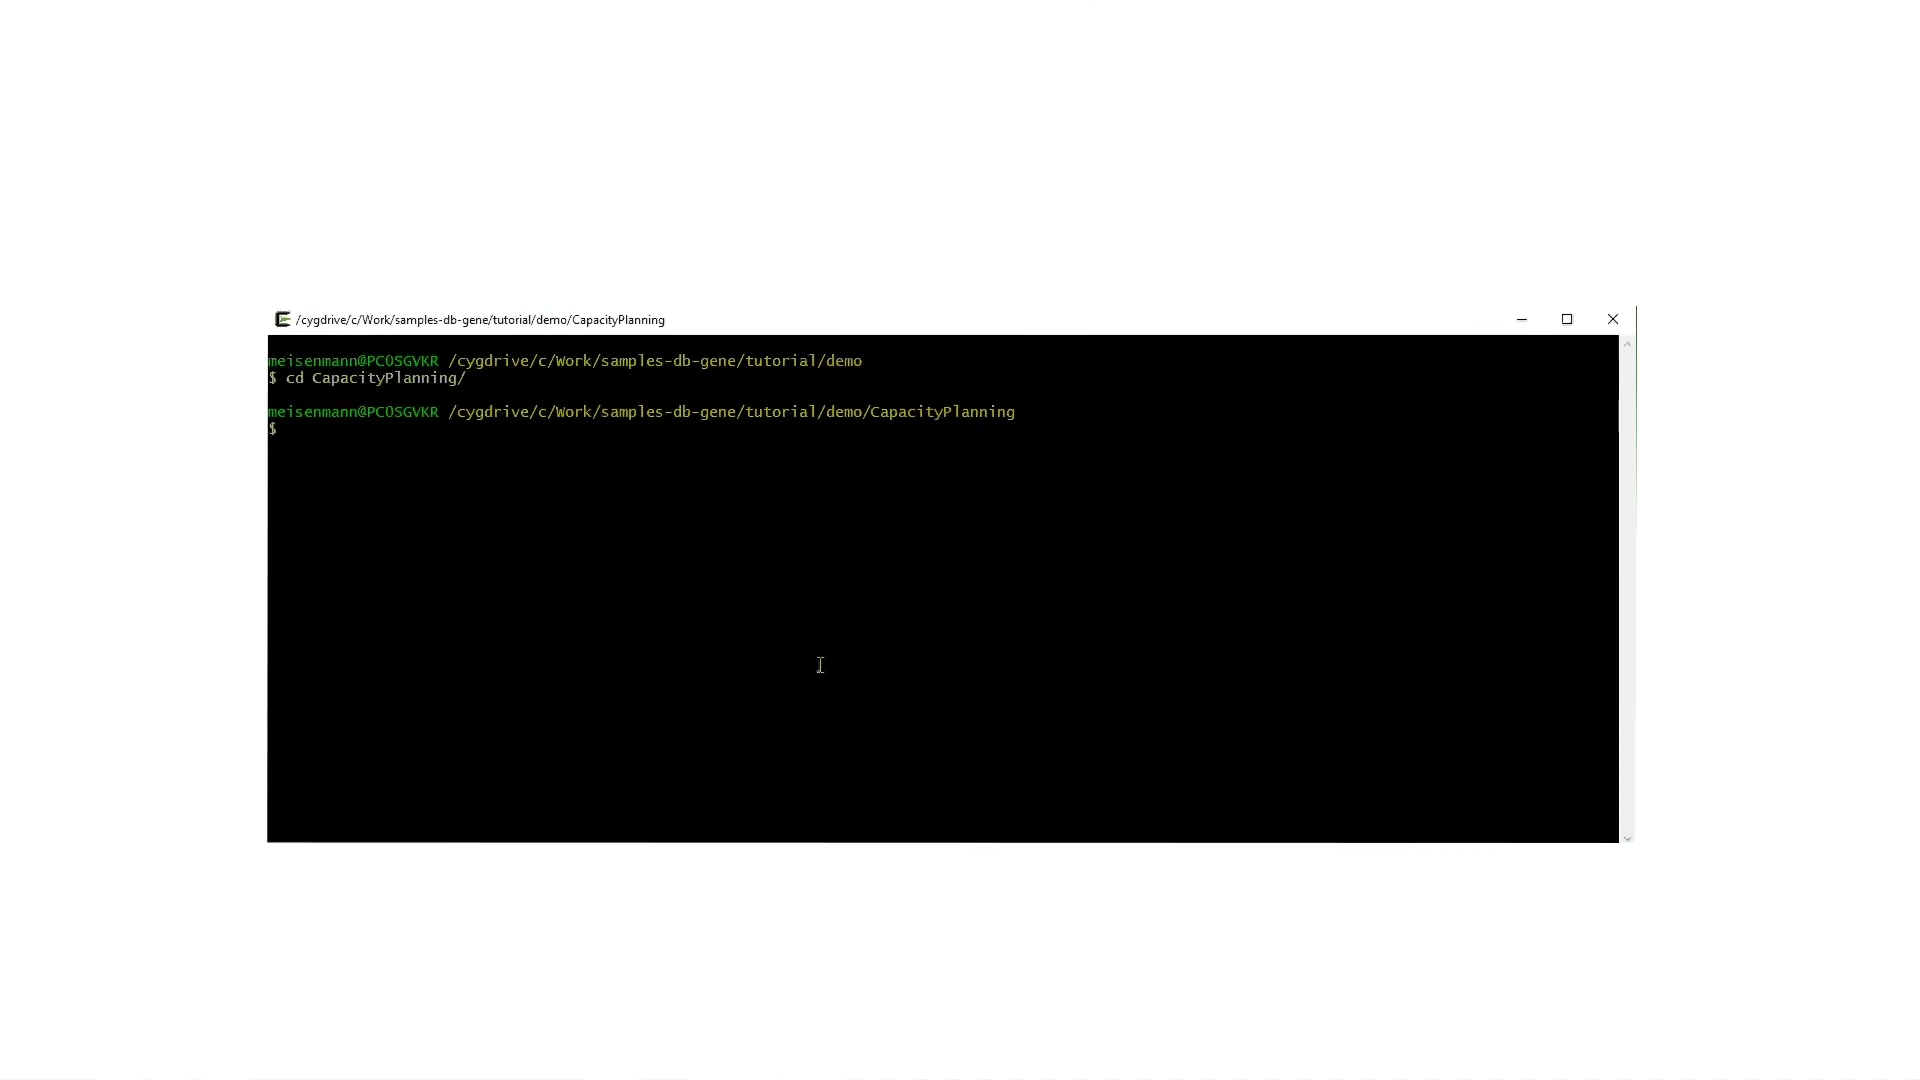 /cygdrive/c/Work/samples-db-gene/tutorial/demo/CapacityPlanning
meisenmann@PC0SGVKR /cygdrive/c/Work/samples-db-gene/tutorial/demo
$ cd CapacityPlanning/
meisenmann@PC0SGVKR /cygdrive/c/Work/samples-db-gene/tutorial/demo/CapacityPlanning
$